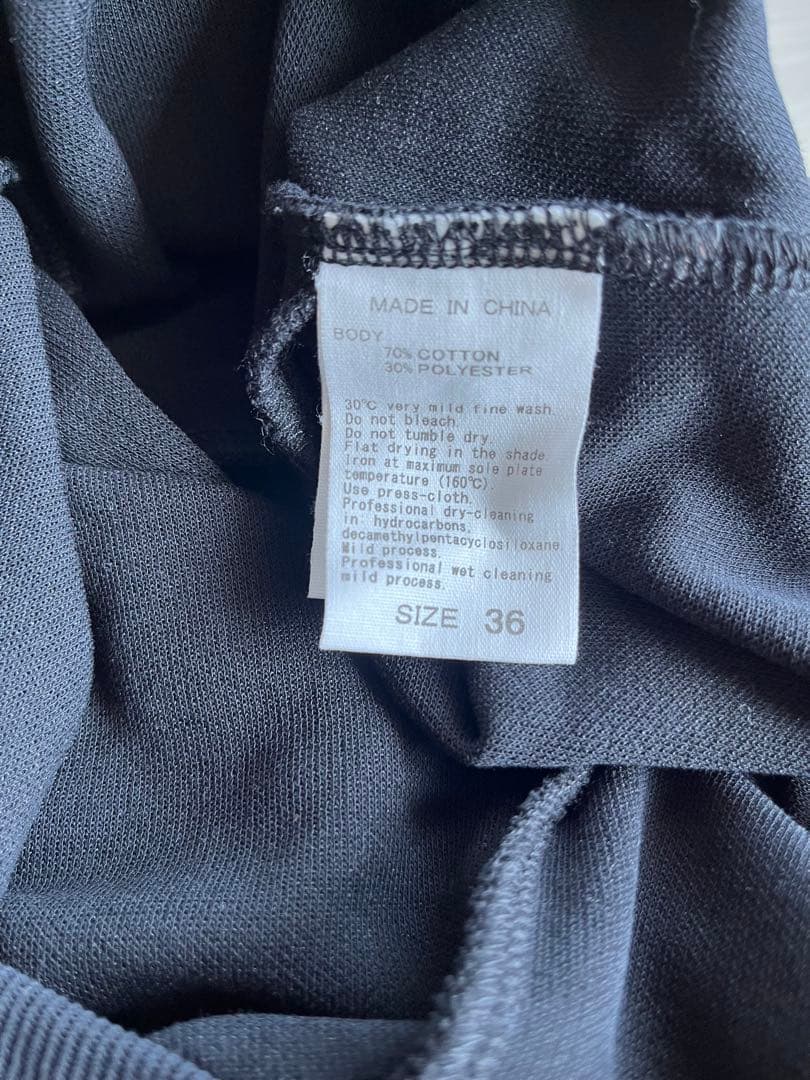 MADE IN CHINA
BODY
70% COTTON
30% POLYESTER
30℃ very mild fine wash.
Do not bleach.
Do not tumble dry.
Flat drying in the shade.
Iron at maximum sole plate
temperature (160℃).
Use press-cloth.
Professional dry-cleaning
in: hydrocarbons,
decamethylpentacyclosiloxane.
Mild process.
Professional wet cleaning
mild process.
SIZE 36